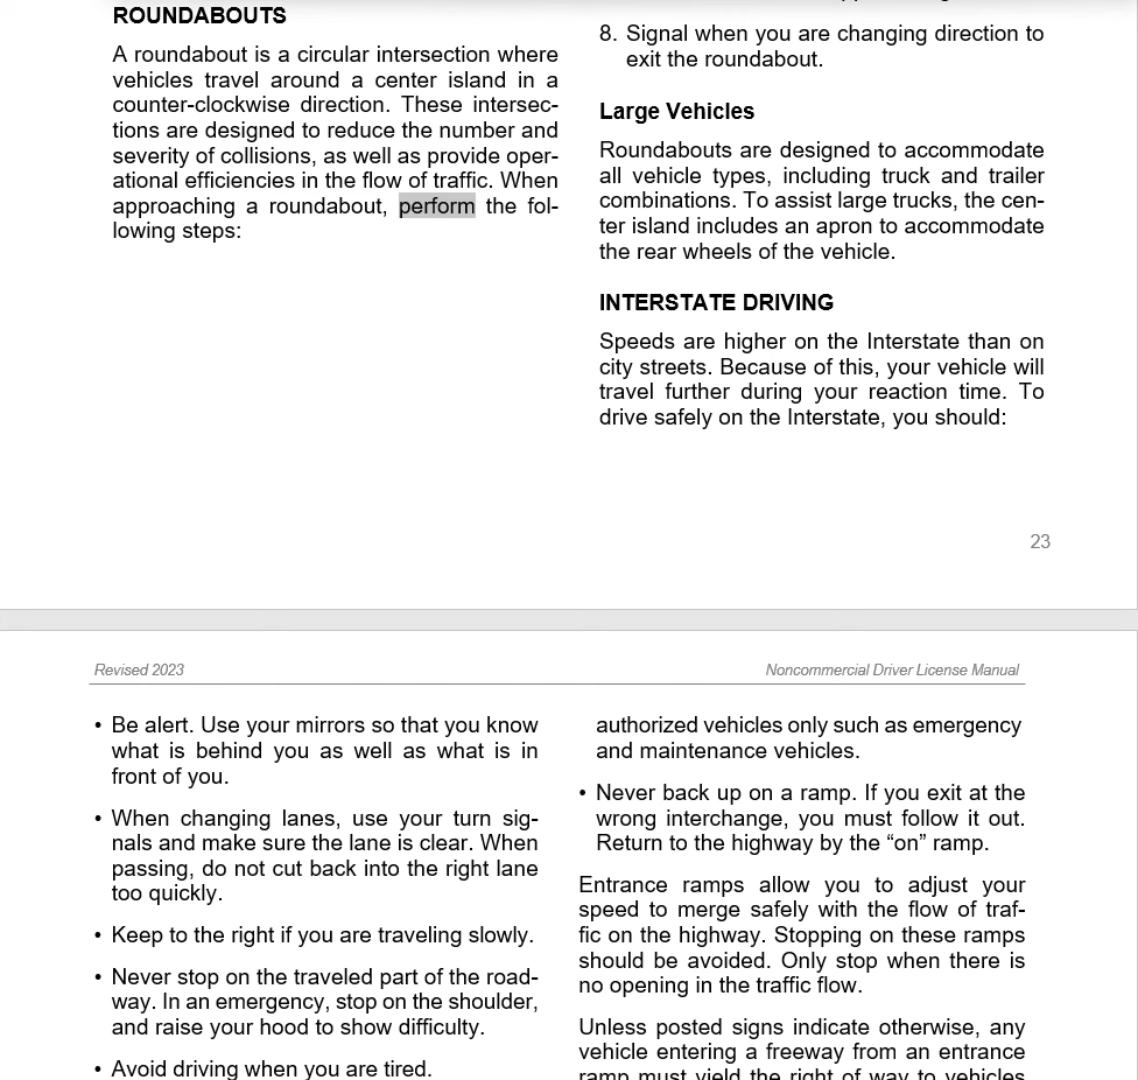 ROUNDABOUTS
A roundabout is a circular intersection where
vehicles travel around a center island in a
counter-clockwise direction. These intersec-
tions are designed to reduce the number and
severity of collisions, as well as provide oper-
ational efficiencies in the flow of traffic. When
approaching a roundabout, perform the fol-
lowing steps:
8. Signal when you are changing direction to
exit the roundabout.
Large Vehicles
Roundabouts are designed to accommodate
all vehicle types, including truck and trailer
combinations. To assist large trucks, the cen-
ter island includes an apron to accommodate
the rear wheels of the vehicle.
INTERSTATE DRIVING
Speeds are higher on the Interstate than on
city streets. Because of this, your vehicle will
travel further during your reaction time. To
drive safely on the Interstate, you should:
23
Revised 2023
Noncommercial Driver License Manual
• Be alert. Use your mirrors so that you know
what is behind you as well as what is in
front of you.
• When changing lanes, use your turn sig-
nals and make sure the lane is clear. When
passing, do not cut back into the right lane
too quickly.
• Keep to the right if you are traveling slowly.
• Never stop on the traveled part of the road-
way. In an emergency, stop on the shoulder,
and raise your hood to show difficulty.
• Avoid driving when you are tired.
authorized vehicles only such as emergency
and maintenance vehicles.
• Never back up on a ramp. If you exit at the
wrong interchange, you must follow it out.
Return to the highway by the “on” ramp.
Entrance ramps allow you to adjust your
speed to merge safely with the flow of traf-
fic on the highway. Stopping on these ramps
should be avoided. Only stop when there is
no opening in the traffic flow.
Unless posted signs indicate otherwise, any
vehicle entering a freeway from an entrance
ramp must yield the right of way to vehicles